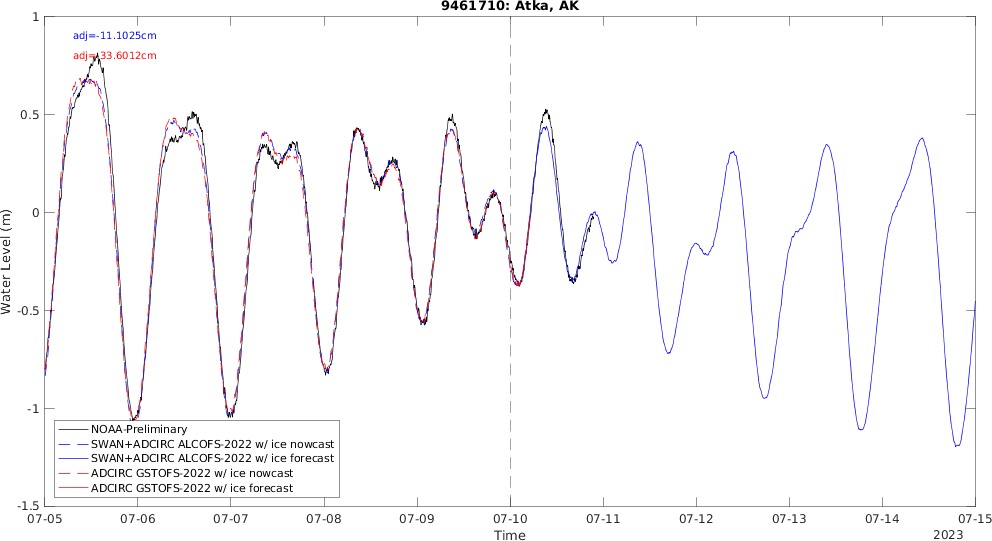 9461710: Atka, AK
adj=-11.1025cm
adj=-33.6012cm
Water Level (m)
1
0.5
0
-0.5
-1
-1.5
NOAA-Preliminary
SWAN+ADCIRC ALCOFS-2022 w/ ice nowcast
SWAN+ADCIRC ALCOFS-2022 w/ ice forecast
ADCIRC GSTOFS-2022 w/ ice nowcast
ADCIRC GSTOFS-2022 w/ ice forecast
07-05 07-06 07-07 07-08 07-09 07-10 07-11 07-12 07-13 07-14 07-15
Time
2023